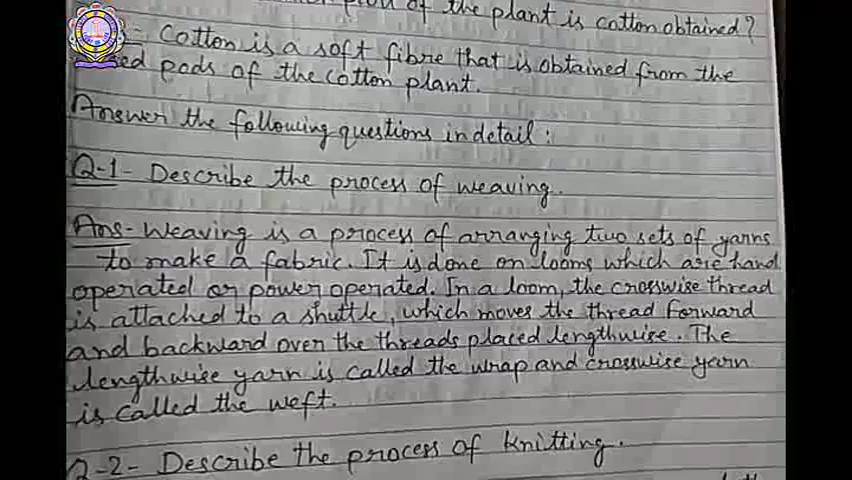 of the plant is cotton obtained?
Cotton is a soft fibre that is obtained from the
pods of the cotton plant.
Answer the following questions in detail:
Q-1- Describe the process of weaving.
Ans- Weaving is a process of arranging two sets of yarns
to make a fabric. It is done on looms which are hand
operated or power operated. In a loom, the crosswise thread
is attached to a shuttle, which moves the thread forward
and backward over the threads placed lengthwise. The
lengthwise yarn is called the wrap and crosswise yarn
is called the weft.
Q-2- Describe the process of knitting.